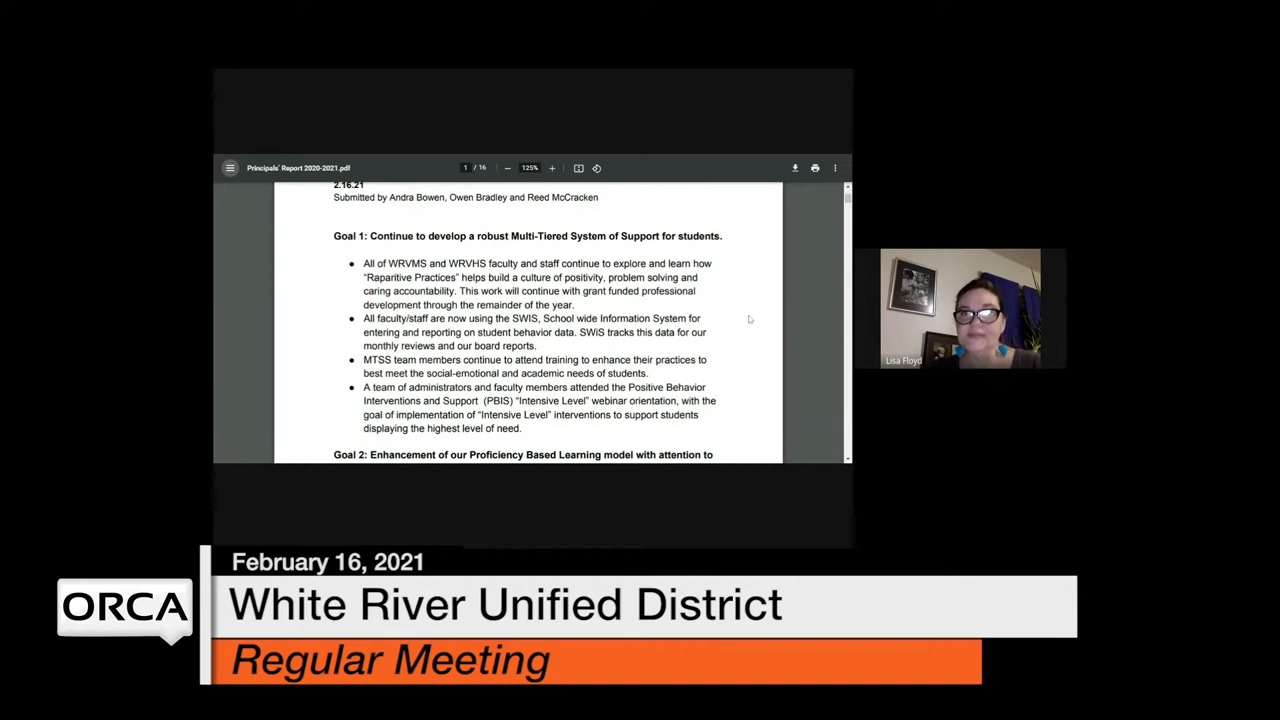 Principals' Report 2020-2021.pdf
1 / 16
125%
2.16.21
Submitted by Andra Bowen, Owen Bradley and Reed McCracken
Goal 1: Continue to develop a robust Multi-Tiered System of Support for students.
● All of WRVMS and WRVHS faculty and staff continue to explore and learn how
“Raparitive Practices” helps build a culture of positivity, problem solving and
caring accountability. This work will continue with grant funded professional
development through the remainder of the year.
● All faculty/staff are now using the SWIS, School wide Information System for
entering and reporting on student behavior data. SWiS tracks this data for our
monthly reviews and our board reports.
● MTSS team members continue to attend training to enhance their practices to
best meet the social-emotional and academic needs of students.
● A team of administrators and faculty members attended the Positive Behavior
Interventions and Support (PBIS) “Intensive Level” webinar orientation, with the
goal of implementation of “Intensive Level” interventions to support students
displaying the highest level of need.
Goal 2: Enhancement of our Proficiency Based Learning model with attention to
Lisa Floyd
February 16, 2021
ORCA
White River Unified District
Regular Meeting